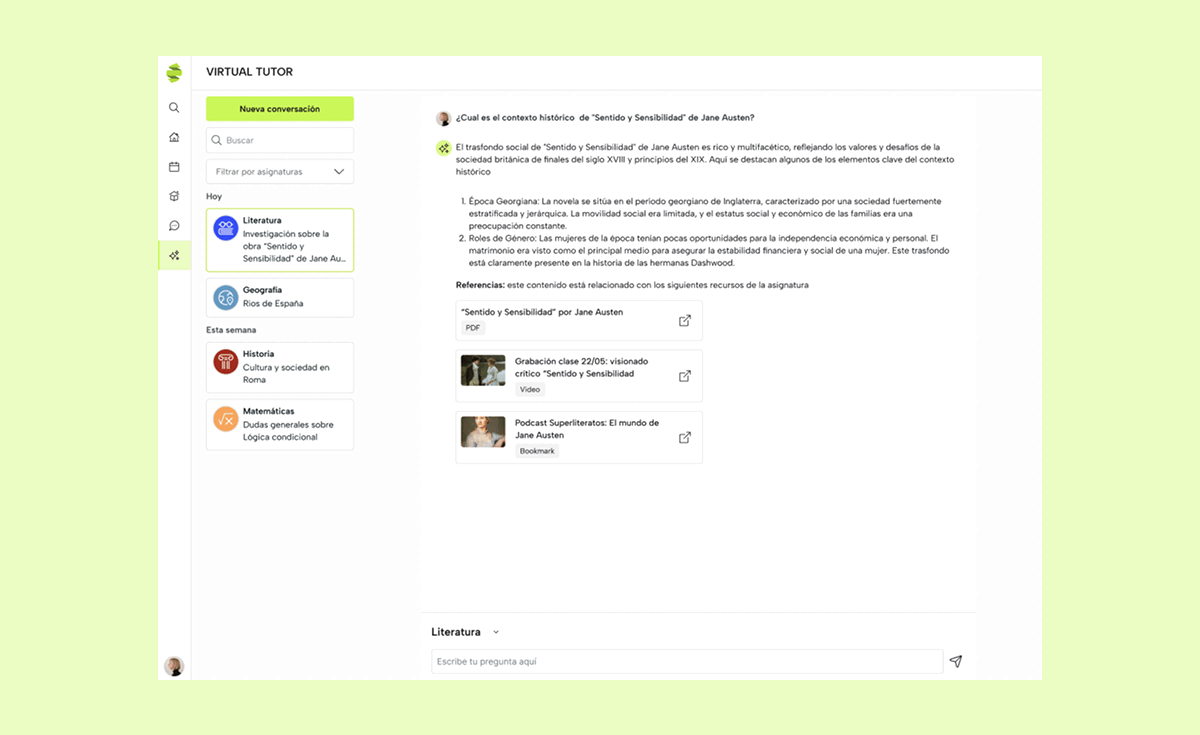 VIRTUAL TUTOR
Nueva conversación
Buscar
Filtrar por asignaturas
Hoy
Literatura
Investigación sobre la
obra "Sentido y
Sensibilidad" de Jane Au...
Geografía
Rios de España
Esta semana
Historia
Cultura y sociedad en
Roma
Matemáticas
Dudas generales sobre
Lógica condicional
¿Cual es el contexto histórico de "Sentido y Sensibilidad" de Jane Austen?
El trasfondo social de "Sentido y Sensibilidad" de Jane Austen es rico y multifacético, reflejando los valores y desafíos de la
sociedad británica de finales del siglo XVIII y principios del XIX. Aquí se destacan algunos de los elementos clave del contexto
histórico
1. Época Georgiana: La novela se sitúa en el período georgiano de Inglaterra, caracterizado por una sociedad fuertemente
estratificada y jerárquica. La movilidad social era limitada, y el estatus social y económico de las familias era una
preocupación constante.
2. Roles de Género: Las mujeres de la época tenían pocas oportunidades para la independencia económica y personal. El
matrimonio era visto como el principal medio para asegurar la estabilidad financiera y social de una mujer. Este trasfondo
está claramente presente en la historia de las hermanas Dashwood.
Referencias: este contenido está relacionado con los siguientes recursos de la asignatura
"Sentido y Sensibilidad" por Jane Austen
PDF
Grabación clase 22/05: visionado
crítico "Sentido y Sensibilidad
Video
Podcast Superliteratos: El mundo de
Jane Austen
Bookmark
Literatura
Escribe tu pregunta aquí